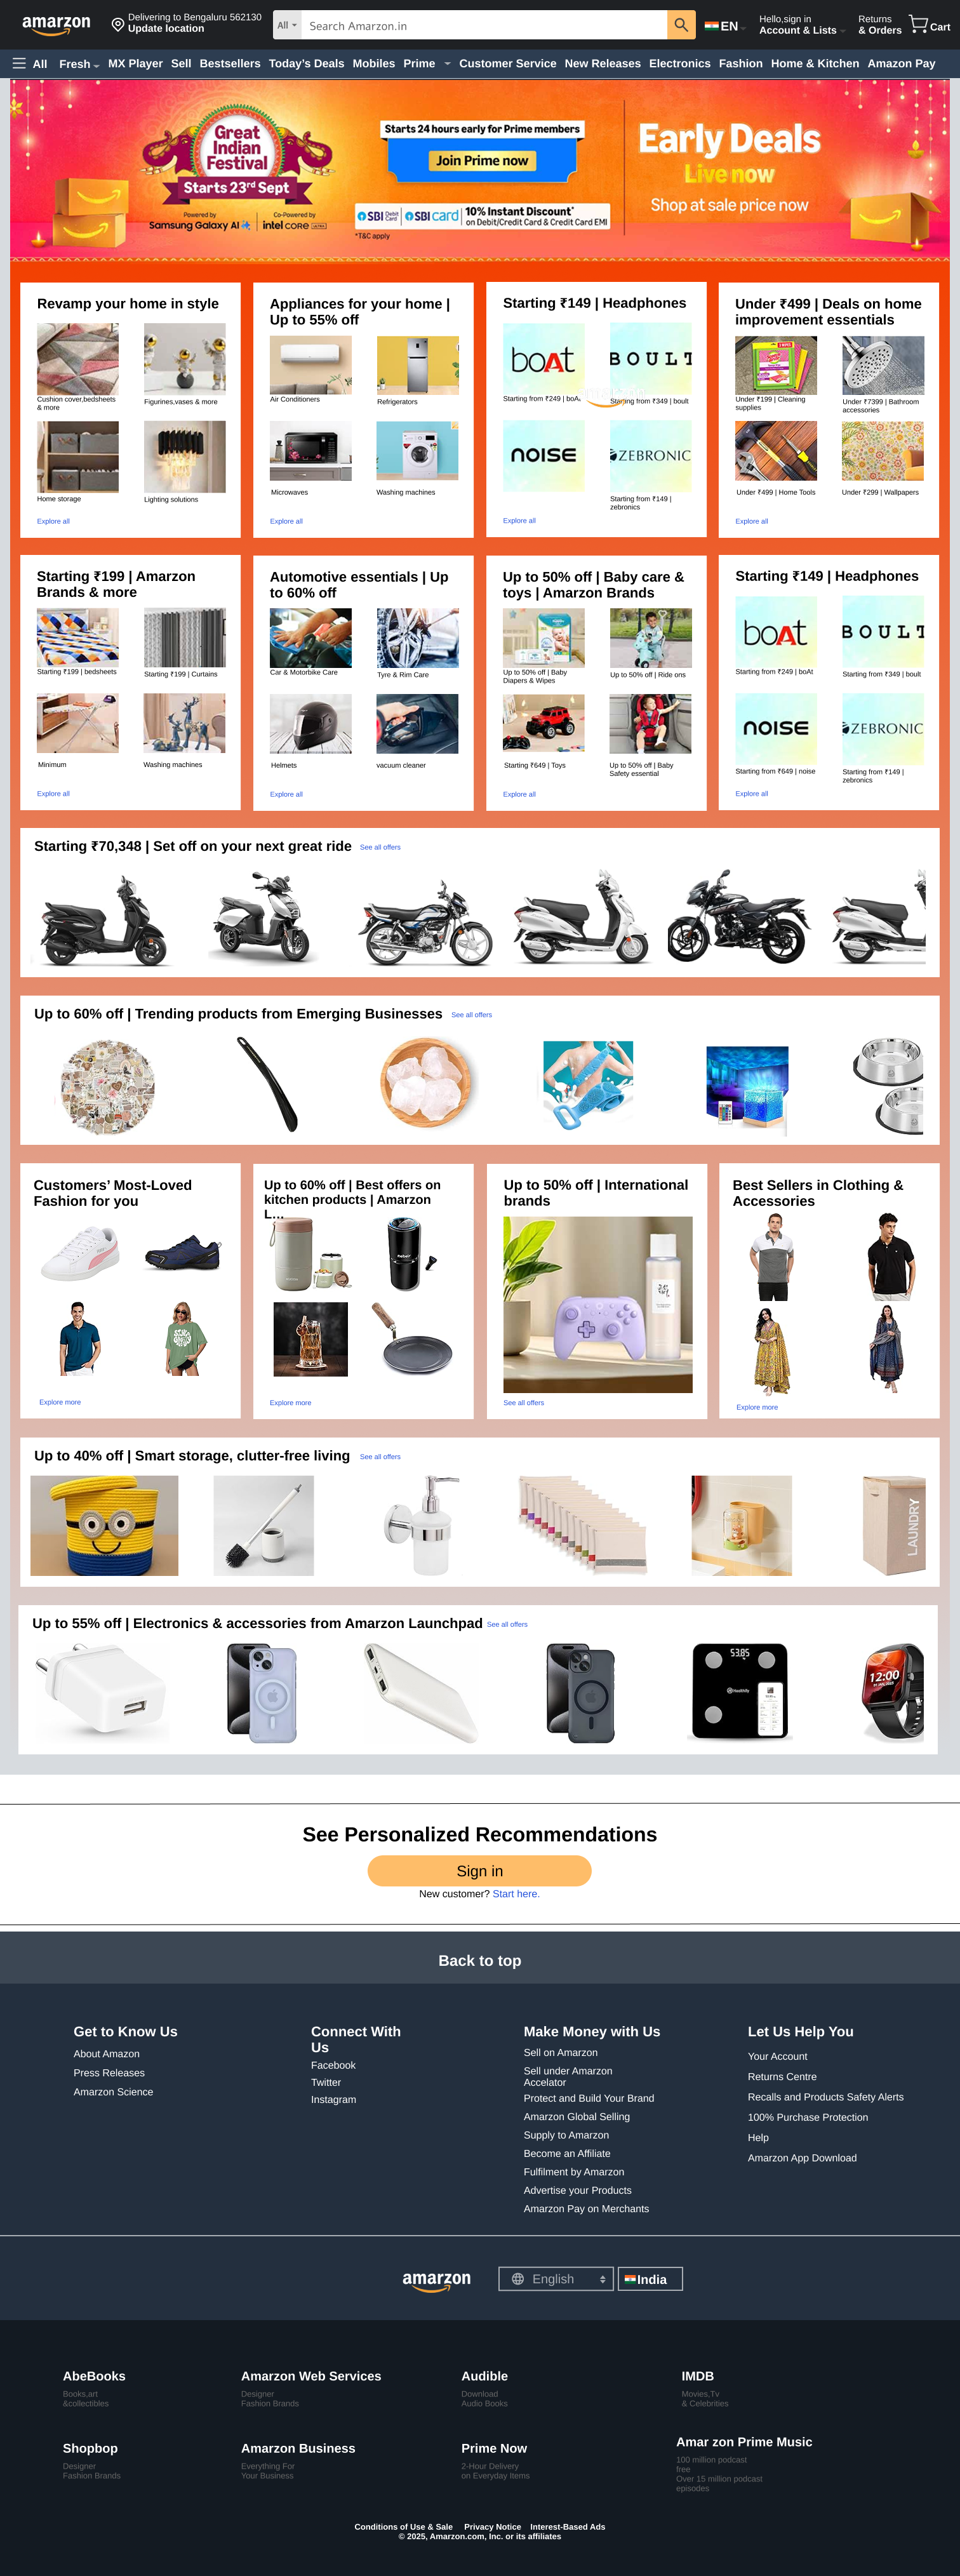 amarzon
Delivering to Bengaluru 562130
Update location
All
Search Amazon.in
EN
Hello,sign in
Account & Lists
Returns
& Orders
Cart
All
Fresh
MX Player
Sell
Bestsellers
Today’s Deals
Mobiles
Prime
Customer Service
New Releases
Electronics
Fashion
Home & Kitchen
Amazon Pay
Great
Indian
Festival
Starts 23rd Sept
Powered by
Samsung Galaxy AI
Co-Powered by
intel core ULTRA
Starts 24 hours early for Prime members
Join Prime now
SBI Debit Card
SBI card
10% Instant Discount*
on Debit/Credit Card & Credit Card EMI
*T&C apply
Early Deals
Live now
Shop at sale price now
Revamp your home in style
Cushion cover,bedsheets
& more
Figurines,vases & more
Home storage
Lighting solutions
Explore all
Appliances for your home |
Up to 55% off
Air Conditioners
Refrigerators
Microwaves
Washing machines
Explore all
Starting ₹149 | Headphones
boAt
BOULT
Starting from ₹249 | boA
Starting from ₹349 | boult
NOISE
ZEBRONIC
Starting from ₹149 |
zebronics
Explore all
Under ₹499 | Deals on home
improvement essentials
Under ₹199 | Cleaning
supplies
Under ₹7399 | Bathroom
accessories
Under ₹499 | Home Tools
Under ₹299 | Wallpapers
Explore all
Starting ₹199 | Amarzon
Brands & more
Starting ₹199 | bedsheets
Starting ₹199 | Curtains
Minimum
Washing machines
Explore all
Automotive essentials | Up
to 60% off
Car & Motorbike Care
Tyre & Rim Care
Helmets
vacuum cleaner
Explore all
Up to 50% off | Baby care &
toys | Amarzon Brands
Up to 50% off | Baby
Diapers & Wipes
Up to 50% off | Ride ons
Starting ₹649 | Toys
Up to 50% off | Baby
Safety essential
Explore all
Starting ₹149 | Headphones
boAt
BOULT
Starting from ₹249 | boAt
Starting from ₹349 | boult
NOISE
ZEBRONIC
Starting from ₹649 | noise
Starting from ₹149 |
zebronics
Explore all
Starting ₹70,348 | Set off on your next great ride
See all offers
Up to 60% off | Trending products from Emerging Businesses
See all offers
Customers’ Most-Loved
Fashion for you
Explore more
Up to 60% off | Best offers on
kitchen products | Amarzon
L...
Explore more
Up to 50% off | International
brands
See all offers
Best Sellers in Clothing &
Accessories
Explore more
Up to 40% off | Smart storage, clutter-free living
See all offers
LAUNDRY
Up to 55% off | Electronics & accessories from Amarzon Launchpad
See all offers
53.85
12:00
See Personalized Recommendations
Sign in
New customer? Start here.
Back to top
Get to Know Us
About Amazon
Press Releases
Amarzon Science
Connect With
Us
Facebook
Twitter
Instagram
Make Money with Us
Sell on Amarzon
Sell under Amarzon
Accelator
Protect and Build Your Brand
Amarzon Global Selling
Supply to Amarzon
Become an Affiliate
Fulfilment by Amarzon
Advertise your Products
Amarzon Pay on Merchants
Let Us Help You
Your Account
Returns Centre
Recalls and Products Safety Alerts
100% Purchase Protection
Help
Amarzon App Download
amarzon
English
India
AbeBooks
Books,art
&collectibles
Amarzon Web Services
Designer
Fashion Brands
Audible
Download
Audio Books
IMDB
Movies,Tv
& Celebrities
Shopbop
Designer
Fashion Brands
Amarzon Business
Everything For
Your Business
Prime Now
2-Hour Delivery
on Everyday Items
Amar zon Prime Music
100 million podcast
free
Over 15 million podcast
episodes
Conditions of Use & Sale
Privacy Notice
Interest-Based Ads
© 2025, Amarzon.com, Inc. or its affiliates